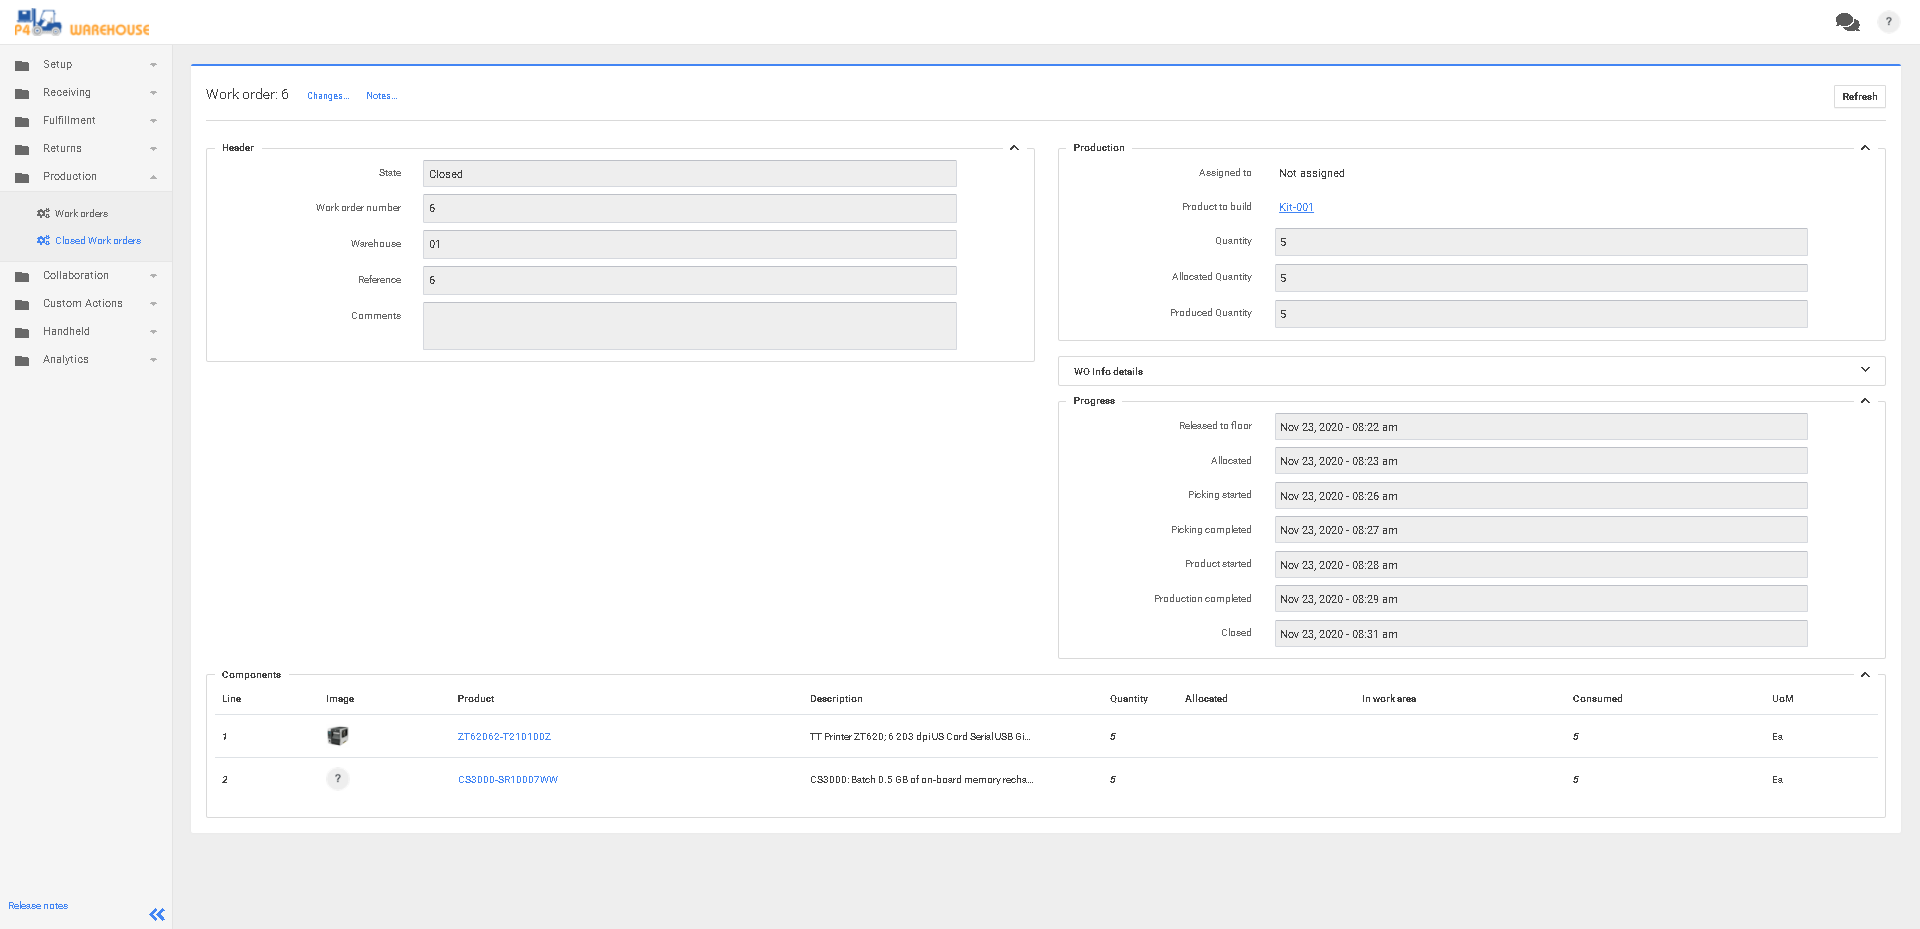 P4 WAREHOUSE
?
Setup
Receiving
Fulfillment
Returns
Production
Work orders
Closed Work orders
Collaboration
Custom Actions
Handheld
Analytics
Release notes
Work order: 6 Changes... Notes...
Refresh
Header
State Closed
Work order number 6
Warehouse 01
Reference 6
Comments
Production
Assigned to Not assigned
Product to build Kit-001
Quantity 5
Allocated Quantity 5
Produced Quantity 5
WO Info details
Progress
Released to floor Nov 23, 2020 - 08:22 am
Allocated Nov 23, 2020 - 08:23 am
Picking started Nov 23, 2020 - 08:26 am
Picking completed Nov 23, 2020 - 08:27 am
Product started Nov 23, 2020 - 08:28 am
Production completed Nov 23, 2020 - 08:29 am
Closed Nov 23, 2020 - 08:31 am
Components
Line Image Product Description Quantity Allocated In work area Consumed UoM
1 ZT62062-T210100Z TT Printer ZT620; 6 203 dpi US Cord Serial USB Gi... 5 5 Ea
2 ? CS3000-SR10007WW CS3000: Batch 0.5 GB of on-board memory recha... 5 5 Ea